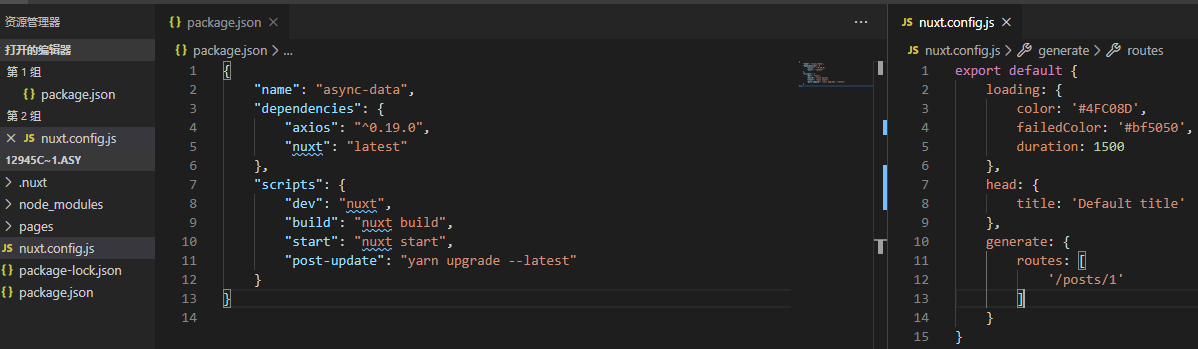 资源管理器
打开的编辑器
第 1 组
package.json
第 2 组
nuxt.config.js
12945C~1.ASY
.nuxt
node_modules
pages
nuxt.config.js
package-lock.json
package.json
package.json
package.json > ...
1 {
2 "name": "async-data",
3 "dependencies": {
4 "axios": "^0.19.0",
5 "nuxt": "latest"
6 },
7 "scripts": {
8 "dev": "nuxt",
9 "build": "nuxt build",
10 "start": "nuxt start",
11 "post-update": "yarn upgrade --latest"
12 }
13 }
14
JS nuxt.config.js
JS nuxt.config.js > generate > routes
1 export default {
2 loading: {
3 color: '#4FC08D',
4 failedColor: '#bf5050',
5 duration: 1500
6 },
7 head: {
8 title: 'Default title'
9 },
10 generate: {
11 routes: [
12 '/posts/1'
13 ]
14 }
15 }